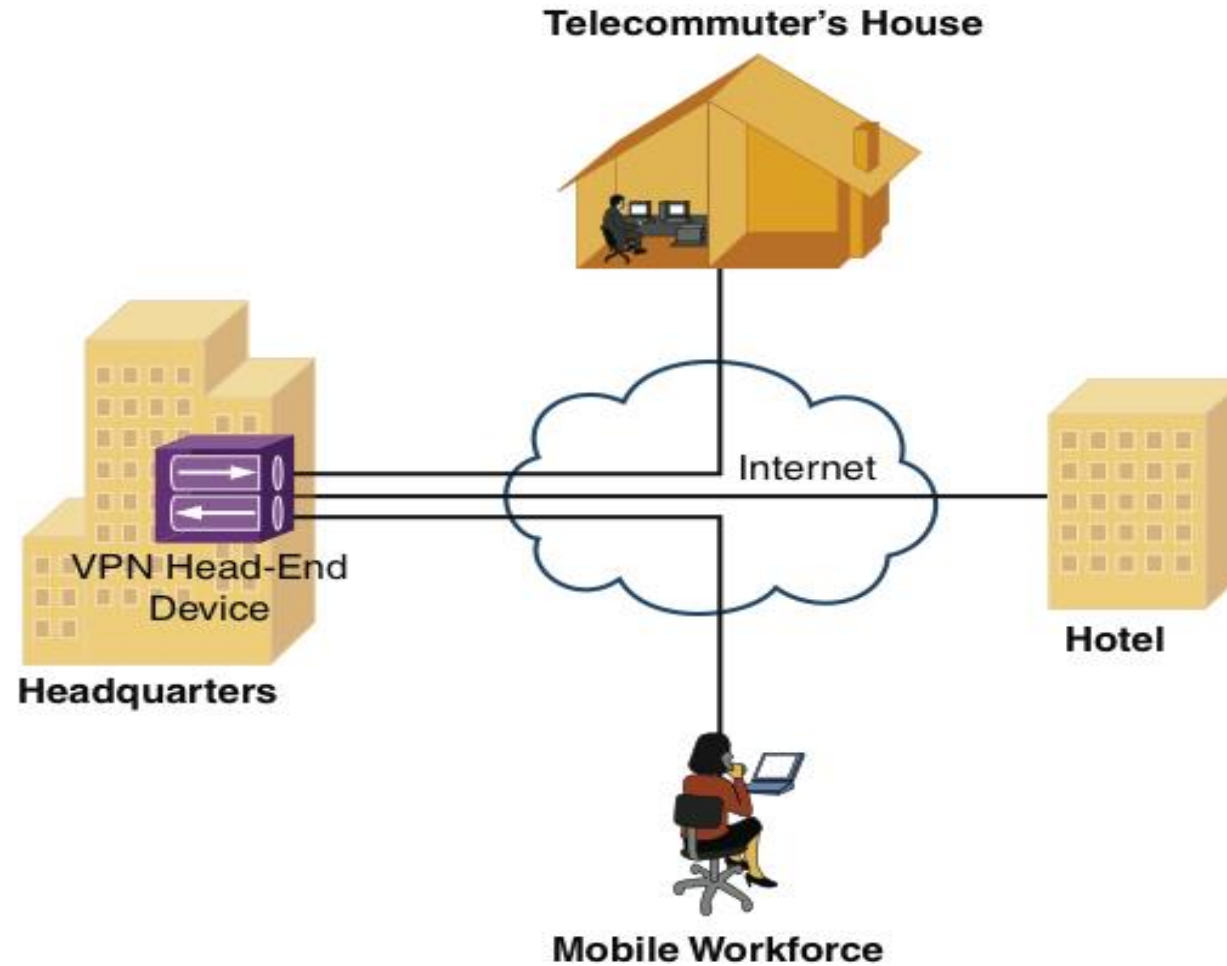 Telecommuter's House
Internet
VPN Head-End
Device
Hotel
Headquarters
Mobile Workforce